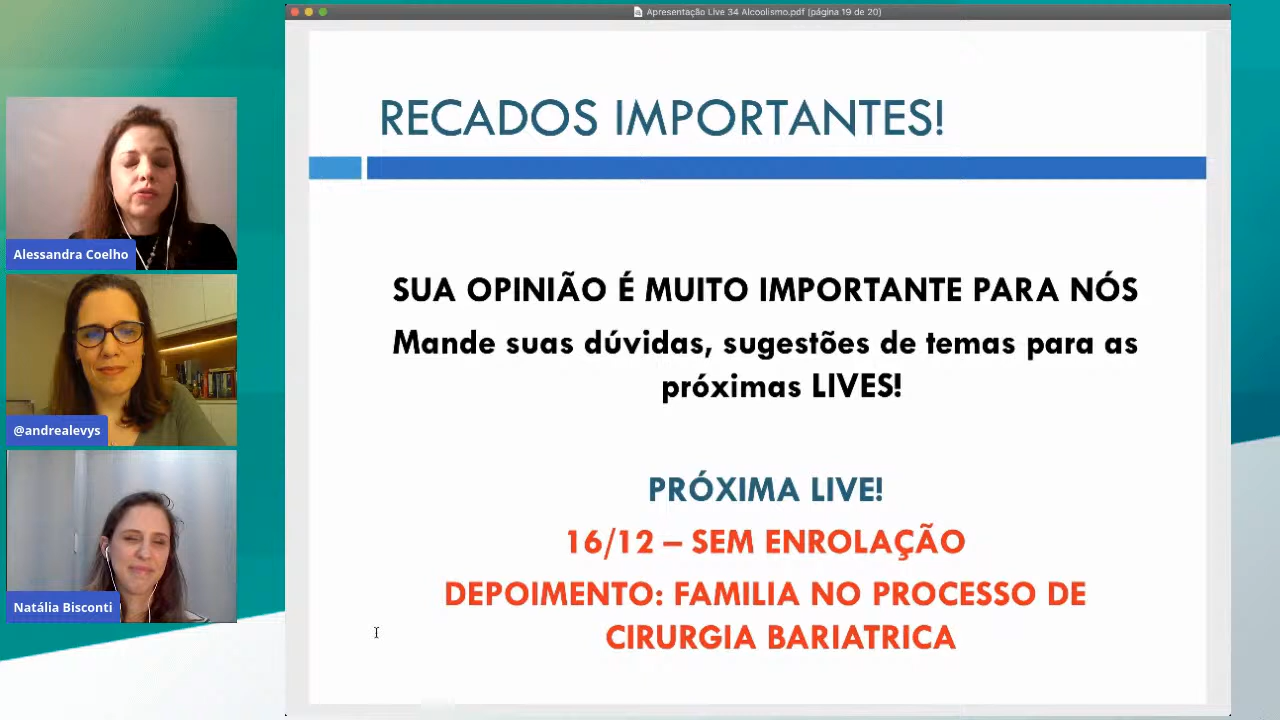 Apresentação Live 34 Alcoolismo.pdf (página 19 de 20)
RECADOS IMPORTANTES!
SUA OPINIÃO É MUITO IMPORTANTE PARA NÓS
Mande suas dúvidas, sugestões de temas para as
próximas LIVES!
PRÓXIMA LIVE!
16/12 – SEM ENROLAÇÃO
DEPOIMENTO: FAMILIA NO PROCESSO DE
CIRURGIA BARIATRICA
Alessandra Coelho
@andrealevys
Natália Bisconti